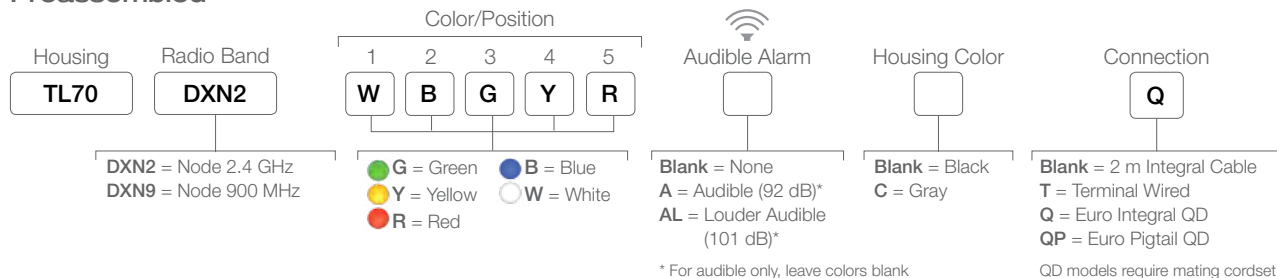 Color/Position
Housing Radio Band 1 2 3 4 5 Audible Alarm Housing Color Connection
TL70 DXN2 W B G Y R Q
DXN2 = Node 2.4 GHz
DXN9 = Node 900 MHz
G = Green B = Blue
Y = Yellow W = White
R = Red
Blank = None
A = Audible (92 dB)*
AL = Louder Audible
(101 dB)*
* For audible only, leave colors blank
Blank = Black
C = Gray
Blank = 2 m Integral Cable
T = Terminal Wired
Q = Euro Integral QD
QP = Euro Pigtail QD
QD models require mating cordset